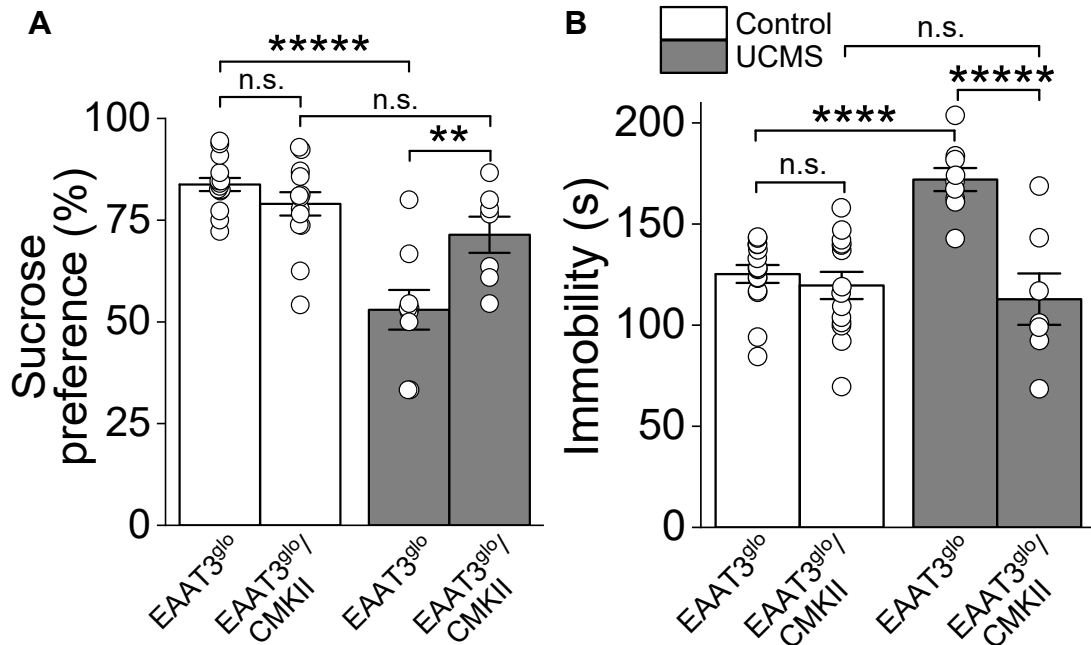 A
*****
n.s.
n.s.
**
100
75
50
25
0
Sucrose
preference (%)
EAAT3glo
EAAT3glo/
CMKII
EAAT3glo
EAAT3glo/
CMKII
B
Control
UCMS
n.s.
*****
****
n.s.
200
150
100
50
0
Immobility (s)
EAAT3glo
EAAT3glo/
CMKII
EAAT3glo
EAAT3glo/
CMKII